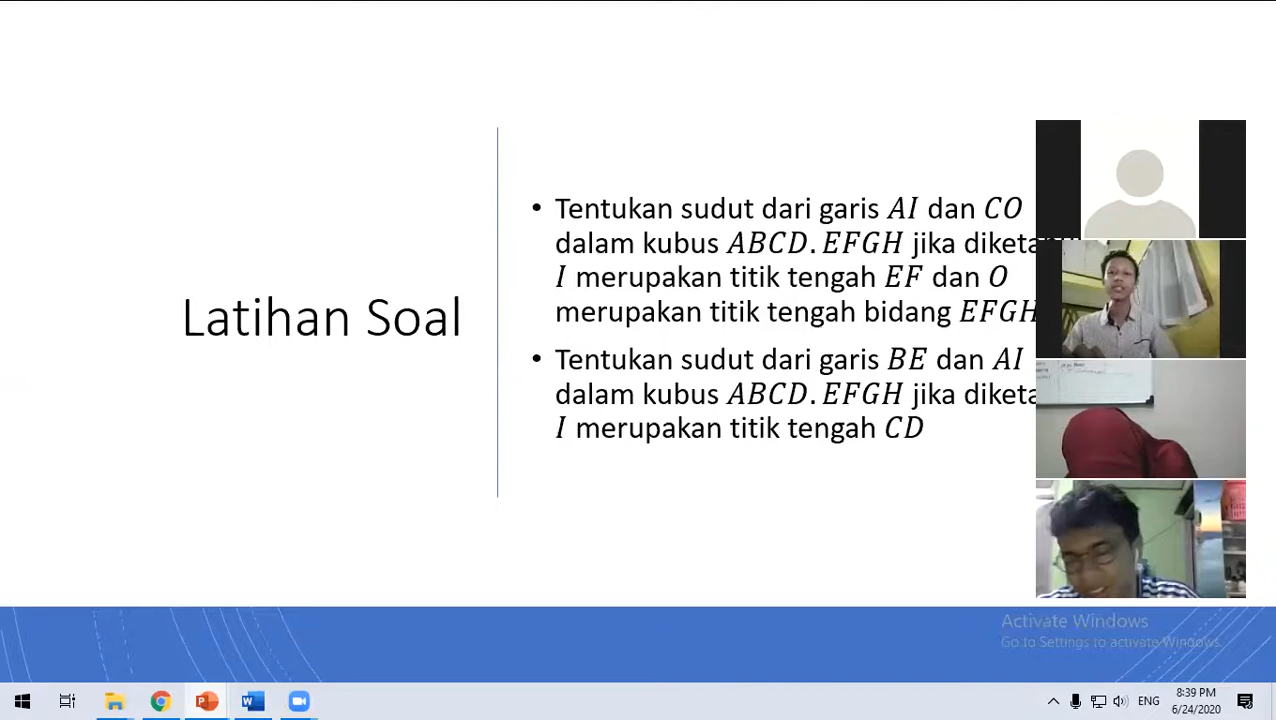 Latihan Soal
• Tentukan sudut dari garis AI dan CO
dalam kubus ABCD.EFGH jika
I merupakan titik tengah EF dan O
merupakan titik tengah bidang EFGH
• Tentukan sudut dari garis BE dan AI
dalam kubus ABCD.EFGH jika
I merupakan titik tengah CD
Activate Windows
Go to Settings to activate Windows.
ENG
8:39 PM
6/24/2020